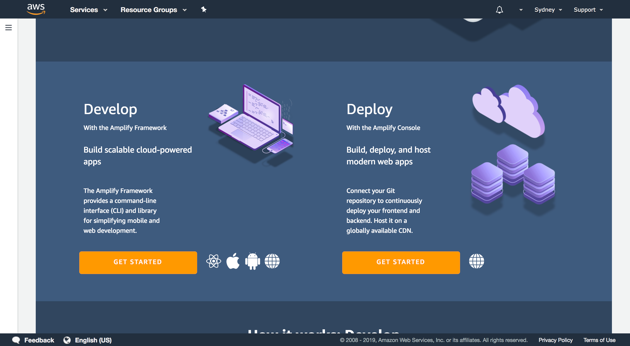 aws Services Resource Groups Sydney Support
Develop
With the Amplify Framework
Build scalable cloud-powered
apps
The Amplify Framework
provides a command-line
interface (CLI) and library
for simplifying mobile and
web development.
GET STARTED
Deploy
With the Amplify Console
Build, deploy, and host
modern web apps
Connect your Git
repository to continuously
deploy your frontend and
backend. Host it on a
globally available CDN.
GET STARTED
How it works: Develop
Feedback English (US) © 2008 - 2019, Amazon Web Services, Inc. or its affiliates. All rights reserved. Privacy Policy Terms of Use